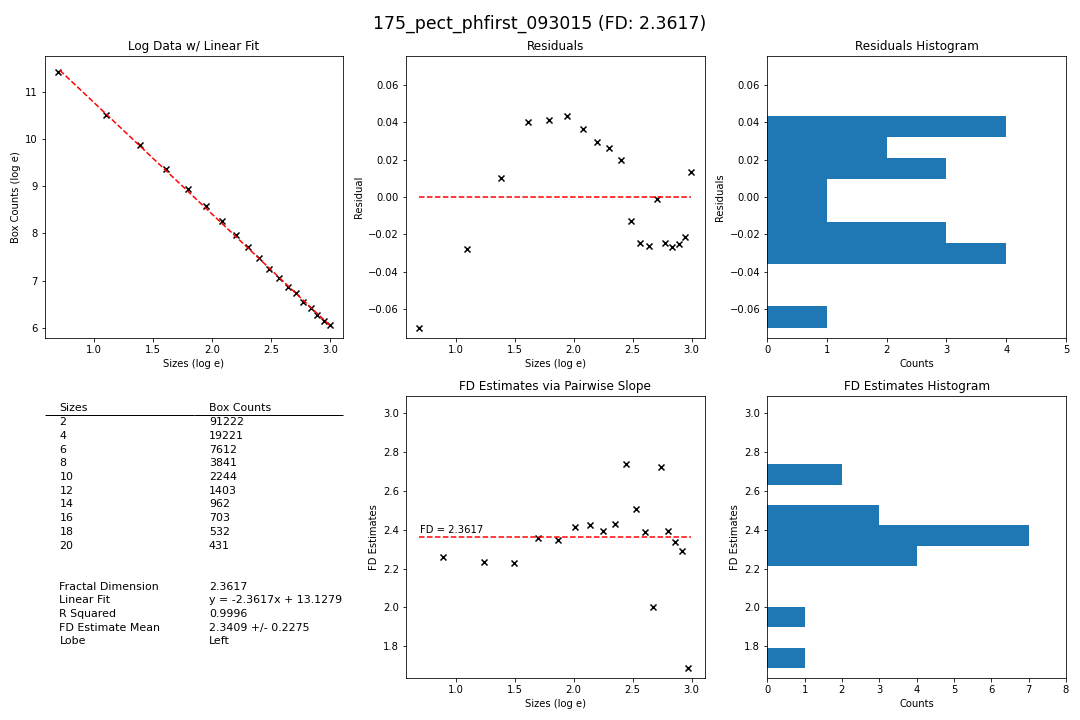 175_pect_phfirst_093015 (FD: 2.3617)
Log Data w/ Linear Fit
Box Counts (log e)
11
10
9
8
7
6
1.0 1.5 2.0 2.5 3.0
Sizes (log e)
Residuals
Residual
0.06
0.04
0.02
0.00
−0.02
−0.04
−0.06
1.0 1.5 2.0 2.5 3.0
Sizes (log e)
Residuals Histogram
Residuals
0.06
0.04
0.02
0.00
−0.02
−0.04
−0.06
0 1 2 3 4 5
Counts
Sizes Box Counts
2 91222
4 19221
6 7612
8 3841
10 2244
12 1403
14 962
16 703
18 532
20 431
Fractal Dimension 2.3617
Linear Fit y = -2.3617x + 13.1279
R Squared 0.9996
FD Estimate Mean 2.3409 +/- 0.2275
Lobe Left
FD Estimates via Pairwise Slope
FD Estimates
3.0
2.8
2.6
2.4
2.2
2.0
1.8
FD = 2.3617
1.0 1.5 2.0 2.5 3.0
Sizes (log e)
FD Estimates Histogram
FD Estimates
3.0
2.8
2.6
2.4
2.2
2.0
1.8
0 1 2 3 4 5 6 7 8
Counts